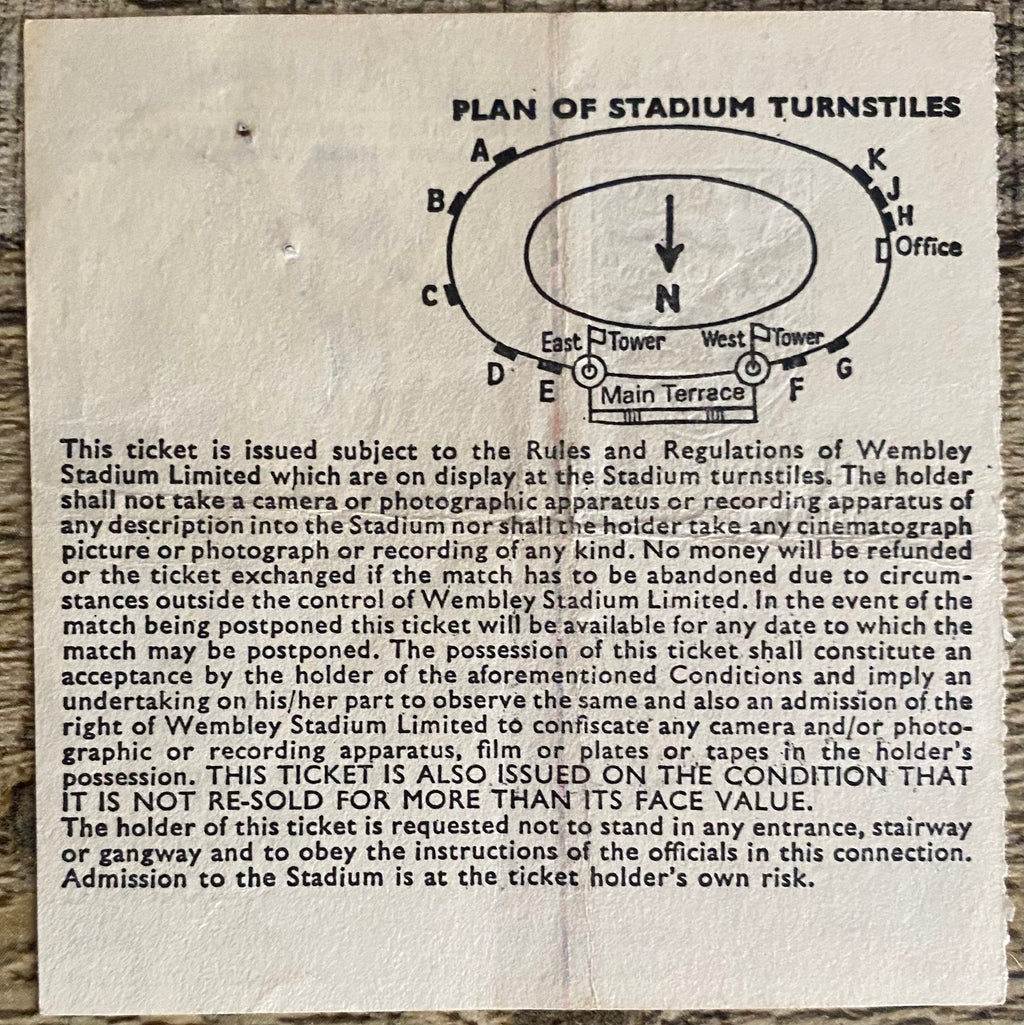 PLAN OF STADIUM TURNSTILES
A
K
B
J
H
Office
C
N
East Tower
West Tower
D
E
F
G
Main Terrace
This ticket is issued subject to the Rules and Regulations of Wembley
Stadium Limited which are on display at the Stadium turnstiles. The holder
shall not take a camera or photographic apparatus or recording apparatus of
any description into the Stadium nor shall the holder take any cinematograph
picture or photograph or recording of any kind. No money will be refunded
or the ticket exchanged if the match has to be abandoned due to circum-
stances outside the control of Wembley Stadium Limited. In the event of the
match being postponed this ticket will be available for any date to which the
match may be postponed. The possession of this ticket shall constitute an
acceptance by the holder of the aforementioned Conditions and imply an
undertaking on his/her part to observe the same and also an admission of the
right of Wembley Stadium Limited to confiscate any camera and/or photo-
graphic or recording apparatus, film or plates or tapes in the holder's
possession. THIS TICKET IS ALSO ISSUED ON THE CONDITION THAT
IT IS NOT RE-SOLD FOR MORE THAN ITS FACE VALUE.
The holder of this ticket is requested not to stand in any entrance, stairway
or gangway and to obey the instructions of the officials in this connection.
Admission to the Stadium is at the ticket holder's own risk.